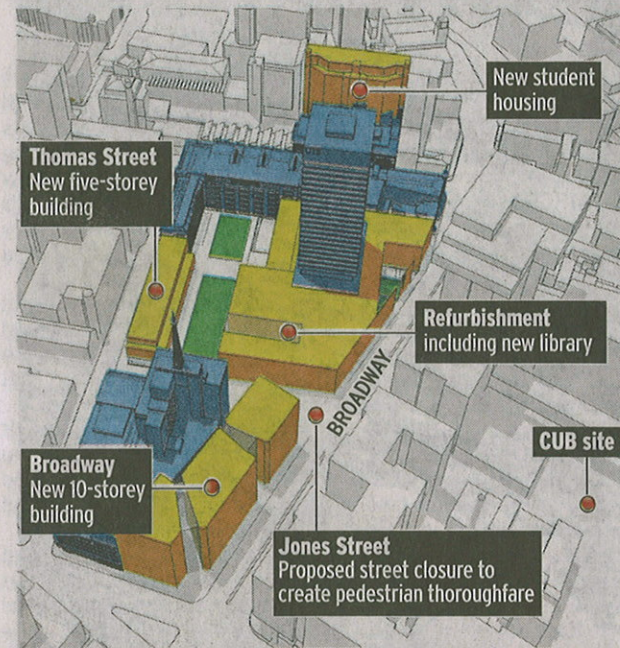 New student
housing
Thomas Street
New five-storey
building
Refurbishment
including new library
BROADWAY
CUB site
Broadway
New 10-storey
building
Jones Street
Proposed street closure to
create pedestrian thoroughfare